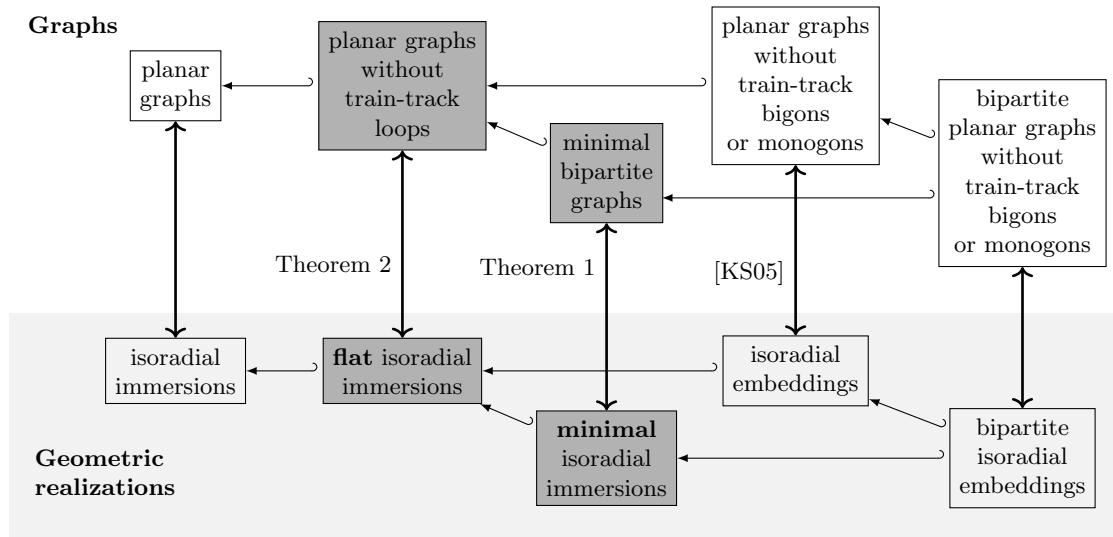 Graphs
planar
graphs
planar graphs
without
train-track
loops
minimal
bipartite
graphs
planar graphs
without
train-track
bigons
or monogons
bipartite
planar graphs
without
train-track
bigons
or monogons
Theorem 2
Theorem 1
[KS05]
isoradial
immersions
flat isoradial
immersions
minimal
isoradial
immersions
isoradial
embeddings
bipartite
isoradial
embeddings
Geometric
realizations